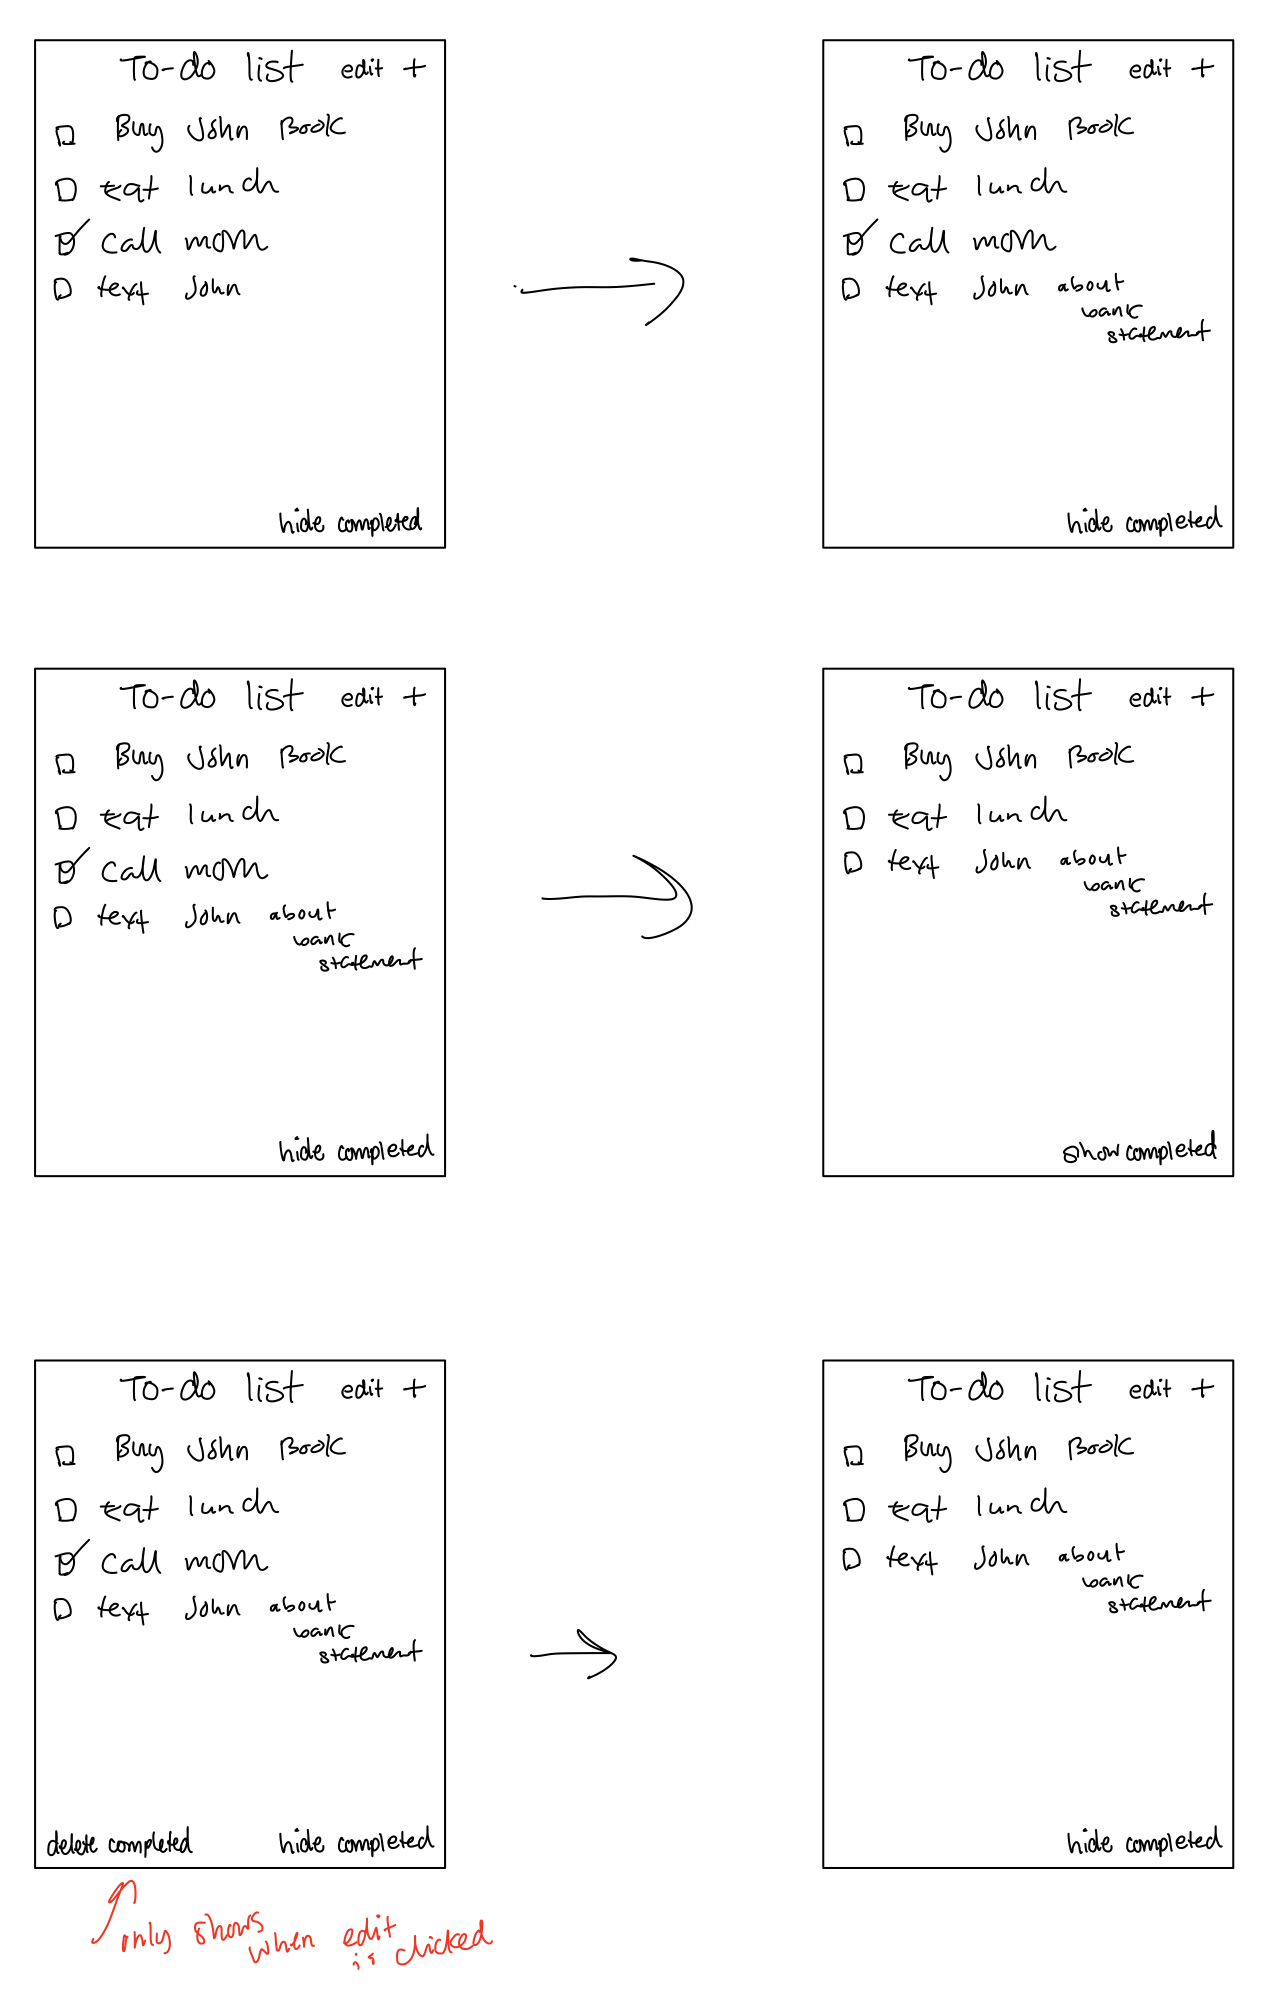 To-do list edit +
Buy John Book
eat lunch
call mom
text John
hide completed
To-do list edit +
Buy John Book
eat lunch
call mom
text John about
bank
statement
hide completed
To-do list edit +
Buy John Book
eat lunch
call mom
text John about
bank
statement
hide completed
To-do list edit +
Buy John Book
eat lunch
text John about
bank
statement
show completed
To-do list edit +
Buy John Book
eat lunch
call mom
text John about
bank
statement
delete completed hide completed
only shows
when edit
is clicked
To-do list edit +
Buy John Book
eat lunch
text John about
bank
statement
hide completed